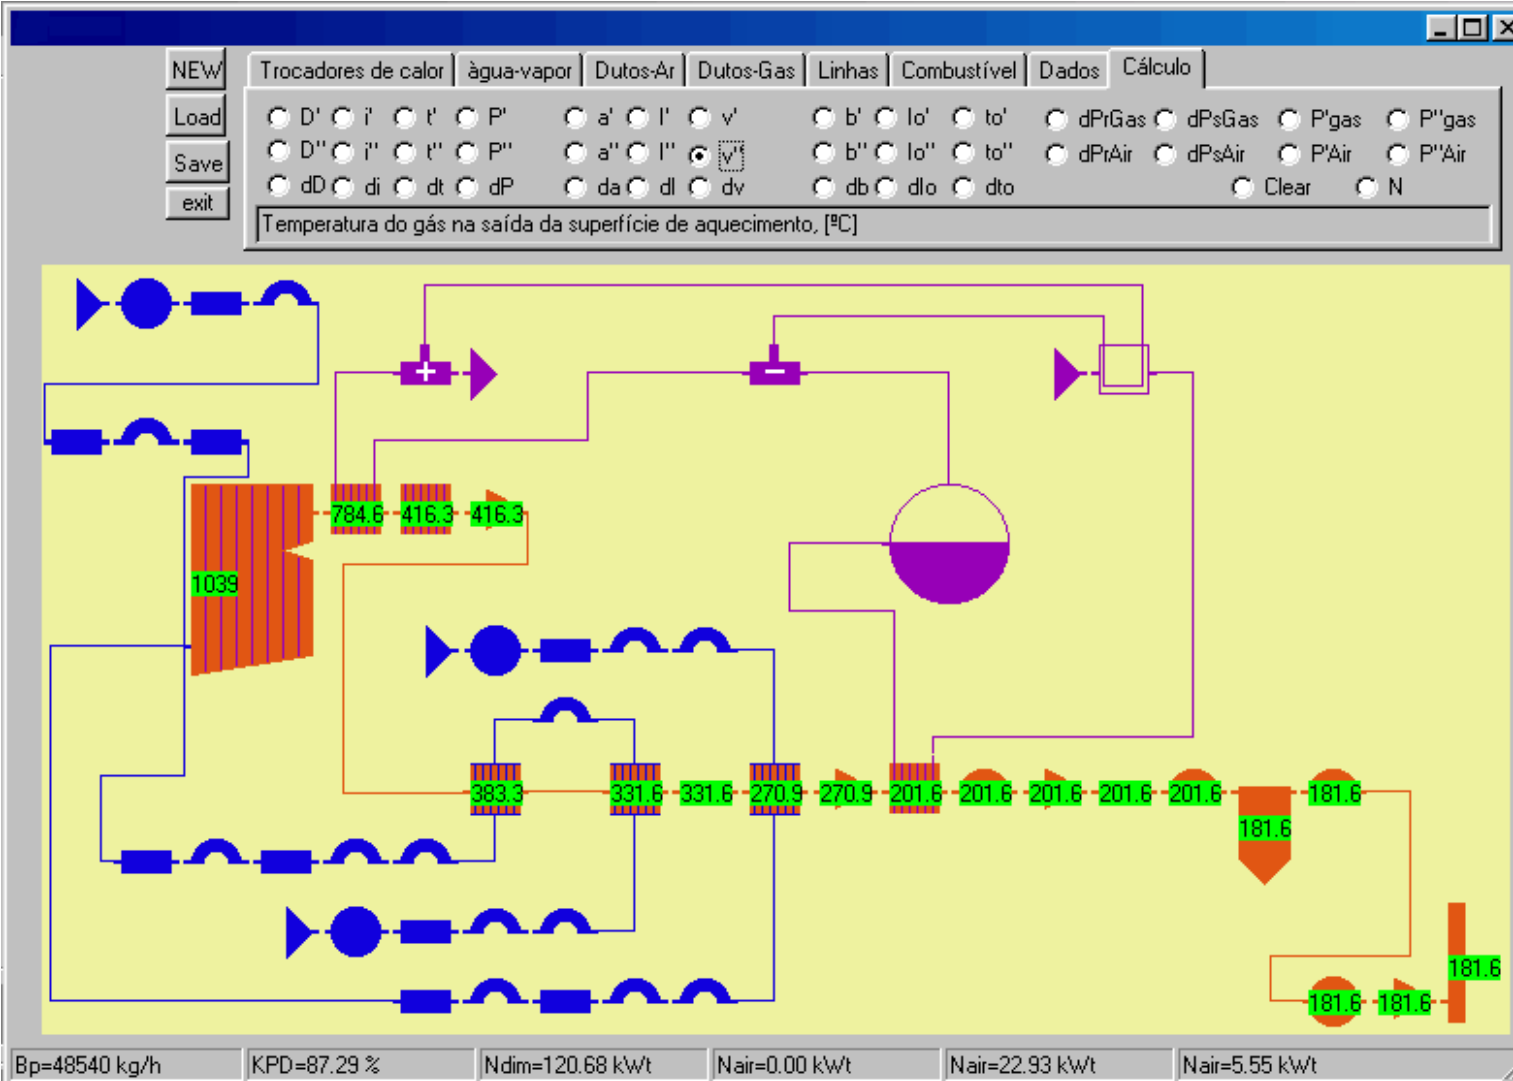 NEW
Load
Save
exit
Trocadores de calor àgua-vapor Dutos-Ar Dutos-Gas Linhas Combustível Dados Cálculo
D' i' t' P' a' I' v' b' Io' to' dPrGas dPsGas P'gas P''gas
D'' i'' t'' P'' a'' I'' v'' b'' Io'' to'' dPrAir dPsAir P'Air P''Air
dD di dt dP da dI dv db dIo dto Clear N
Temperatura do gás na saída da superfície de aquecimento, [ºC]
+ −
784.6 416.3 416.3
1039
383.3 331.6 331.6 270.9 270.9 201.6 201.6 201.6 201.6 201.6 181.6
181.6
181.6
181.6 181.6
Bp=48540 kg/h KPD=87.29 % Ndim=120.68 kWt Nair=0.00 kWt Nair=22.93 kWt Nair=5.55 kWt